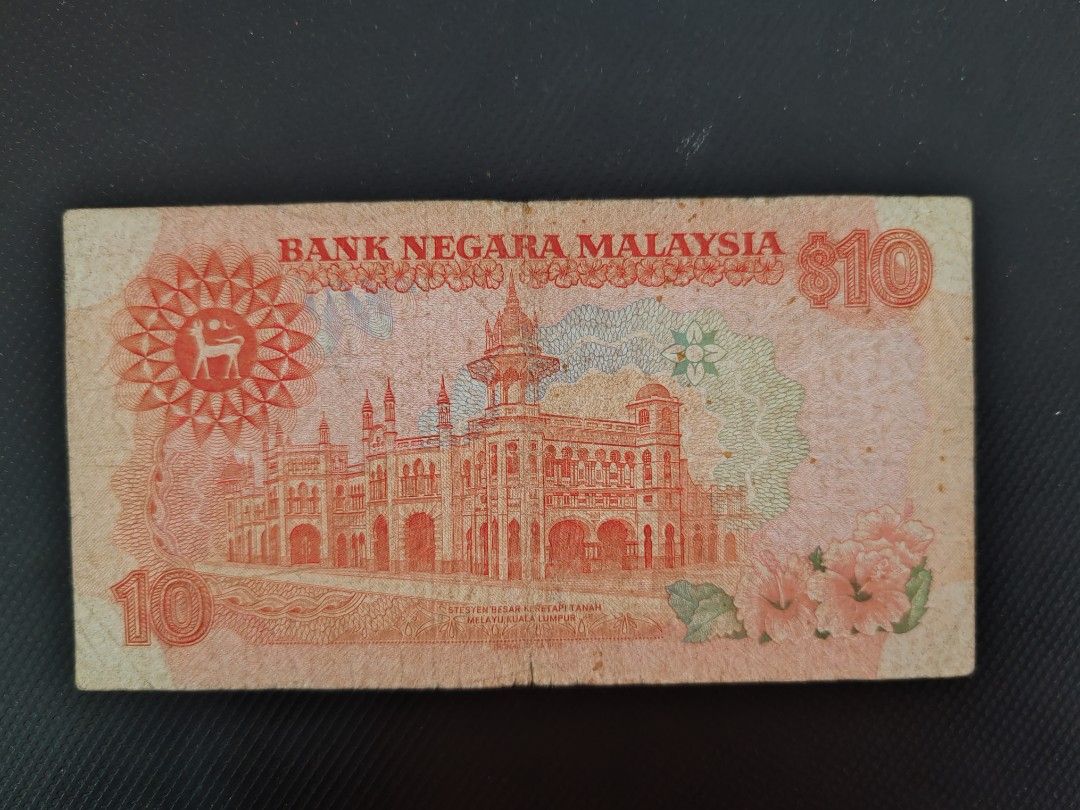 BANK NEGARA MALAYSIA
$10
10
STESYEN BESAR KERETAPI TANAH
MELAYU KUALA LUMPUR